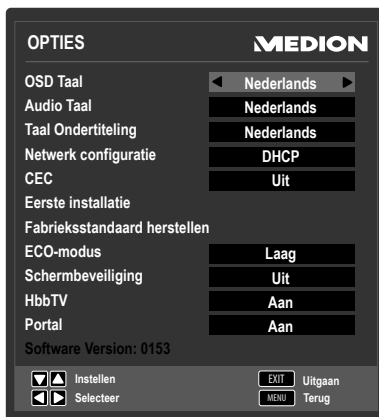 OPTIES MEDION
OSD Taal Nederlands
Audio Taal Nederlands
Taal Ondertiteling Nederlands
Netwerk configuratie DHCP
CEC Uit
Eerste installatie
Fabrieksstandaard herstellen
ECO-modus Laag
Schermbeveiliging Uit
HbbTV Aan
Portal Aan
Software Version: 0153
Instellen EXIT Uitgaan
Selecteer MENU Terug